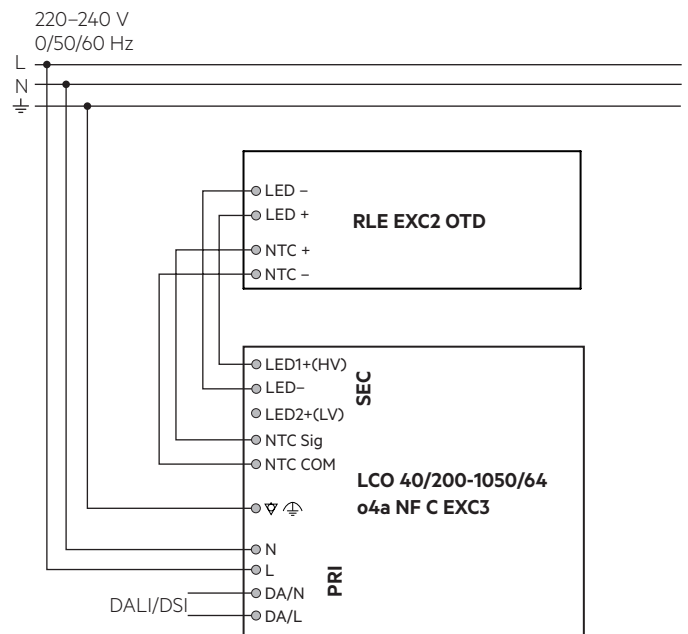 220–240 V
0/50/60 Hz
L
N
LED –
LED +
NTC +
NTC –
RLE EXC2 OTD
LED1+(HV)
LED–
LED2+(LV)
NTC Sig
NTC COM
SEC
LCO 40/200-1050/64
o4a NF C EXC3
N
L
DA/N
DA/L
PRI
DALI/DSI